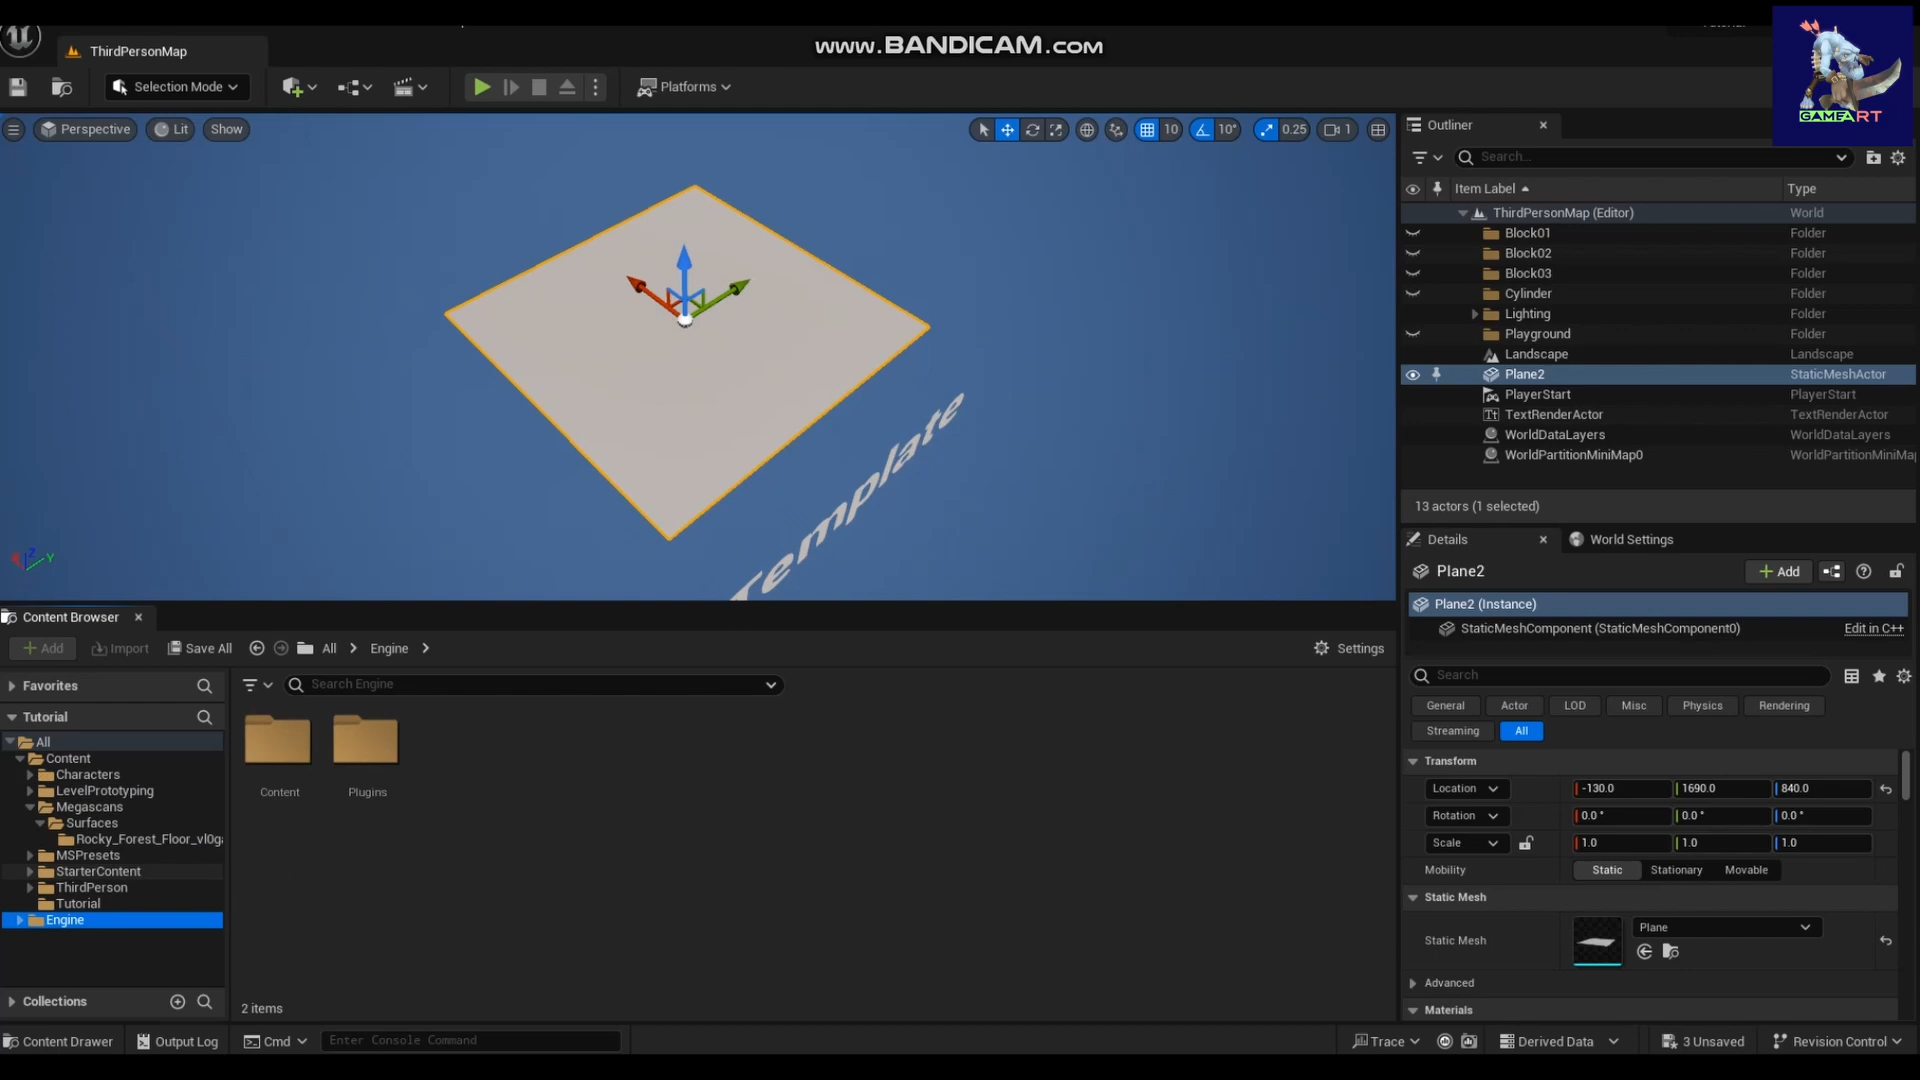 ThirdPersonMap
www.BANDICAM.com
GAMEART
Selection Mode
Platforms
Perspective
Lit
Show
10
10°
0.25
1
Template
Z
Y
Outliner
Search...
Item Label
Type
ThirdPersonMap (Editor)
World
Block01
Folder
Block02
Folder
Block03
Folder
Cylinder
Folder
Lighting
Folder
Playground
Folder
Landscape
Landscape
Plane2
StaticMeshActor
PlayerStart
PlayerStart
TextRenderActor
TextRenderActor
WorldDataLayers
WorldDataLayers
WorldPartitionMiniMap0
WorldPartitionMiniMap
13 actors (1 selected)
Details
World Settings
Plane2
Add
Plane2 (Instance)
StaticMeshComponent (StaticMeshComponent0)
Edit in C++
Search
General
Actor
LOD
Misc
Physics
Rendering
Streaming
All
Transform
Location
-130.0
1690.0
840.0
Rotation
0.0 °
0.0 °
0.0 °
Scale
1.0
1.0
1.0
Mobility
Static
Stationary
Movable
Static Mesh
Static Mesh
Plane
Advanced
Materials
Content Browser
Add
Import
Save All
All
Engine
Settings
Favorites
Search Engine
Tutorial
All
Content
Characters
LevelPrototyping
Megascans
Surfaces
Rocky_Forest_Floor_vl0ga
MSPresets
StarterContent
ThirdPerson
Tutorial
Engine
Content
Plugins
Collections
2 items
Content Drawer
Output Log
Cmd
Enter Console Command
Trace
Derived Data
3 Unsaved
Revision Control